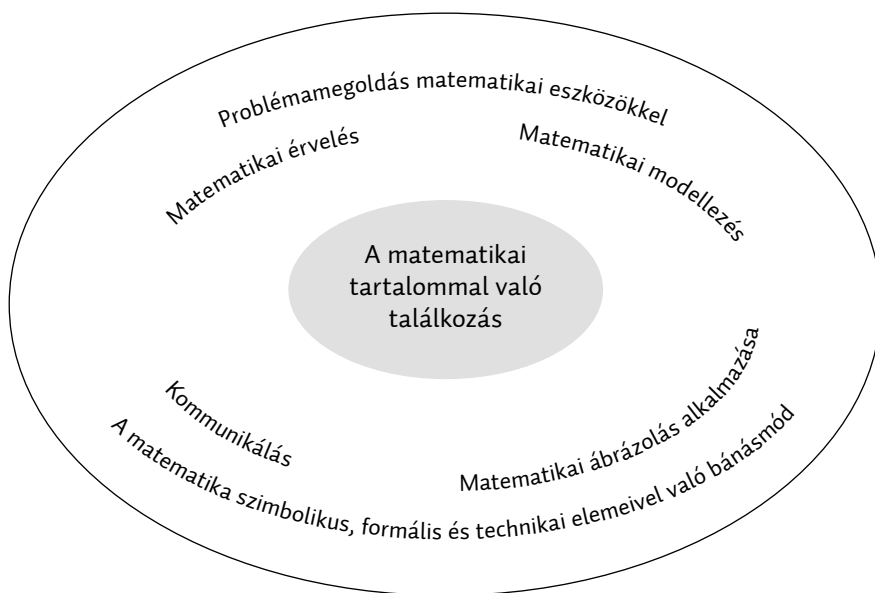 Problémamegoldás matematikai eszközökkel
Matematikai érvelés
Matematikai modellezés
A matematikai
tartalommal való
találkozás
Kommunikálás
Matematikai ábrázolás alkalmazása
A matematika szimbolikus, formális és technikai elemeivel való bánásmód